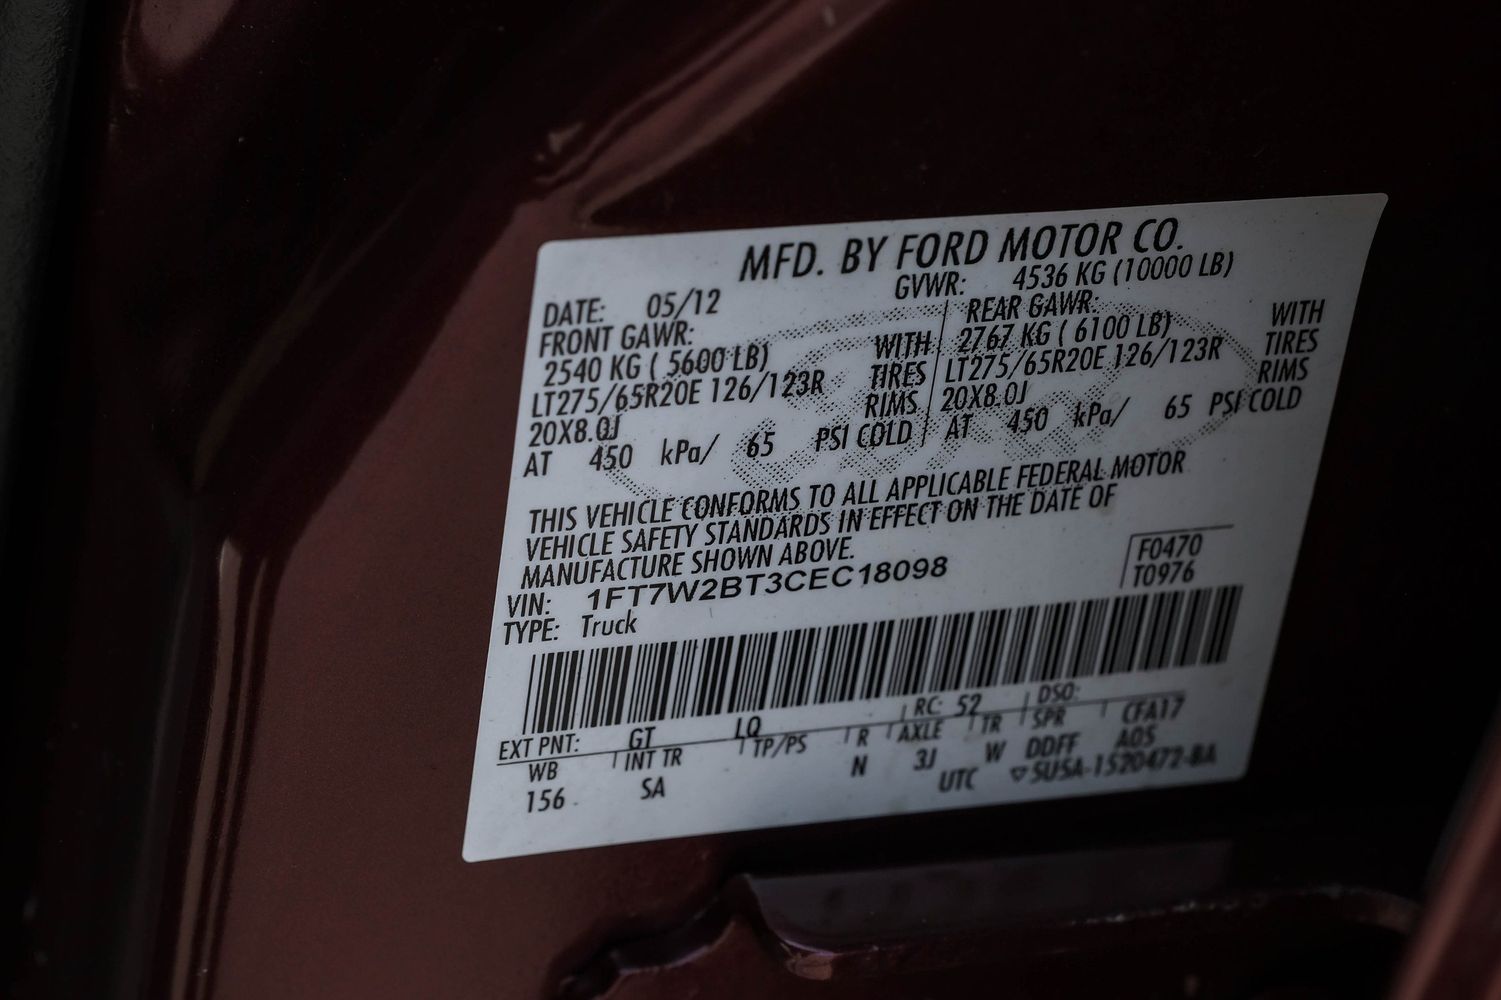 MFD. BY FORD MOTOR CO.
DATE: 05/12 GVWR: 4536 KG (10000 LB)
FRONT GAWR: REAR GAWR:
2540 KG ( 5600 LB) WITH 2767 KG ( 6100 LB) WITH
LT275/65R20E 126/123R TIRES LT275/65R20E 126/123R TIRES
20X8.0J RIMS 20X8.0J RIMS
AT 450 kPa/ 65 PSI COLD AT 450 kPa/ 65 PSI COLD
THIS VEHICLE CONFORMS TO ALL APPLICABLE FEDERAL MOTOR
VEHICLE SAFETY STANDARDS IN EFFECT ON THE DATE OF
MANUFACTURE SHOWN ABOVE.
VIN: 1FT7W2BT3CEC18098
TYPE: Truck
F0470
T0976
EXT PNT: GT LQ RC: 52 DSO:
WB INT TR TP/PS R AXLE TR SPR CFA17
156 SA N 3J W DDFF A05
UTC ▽5U5A-1520472-BA